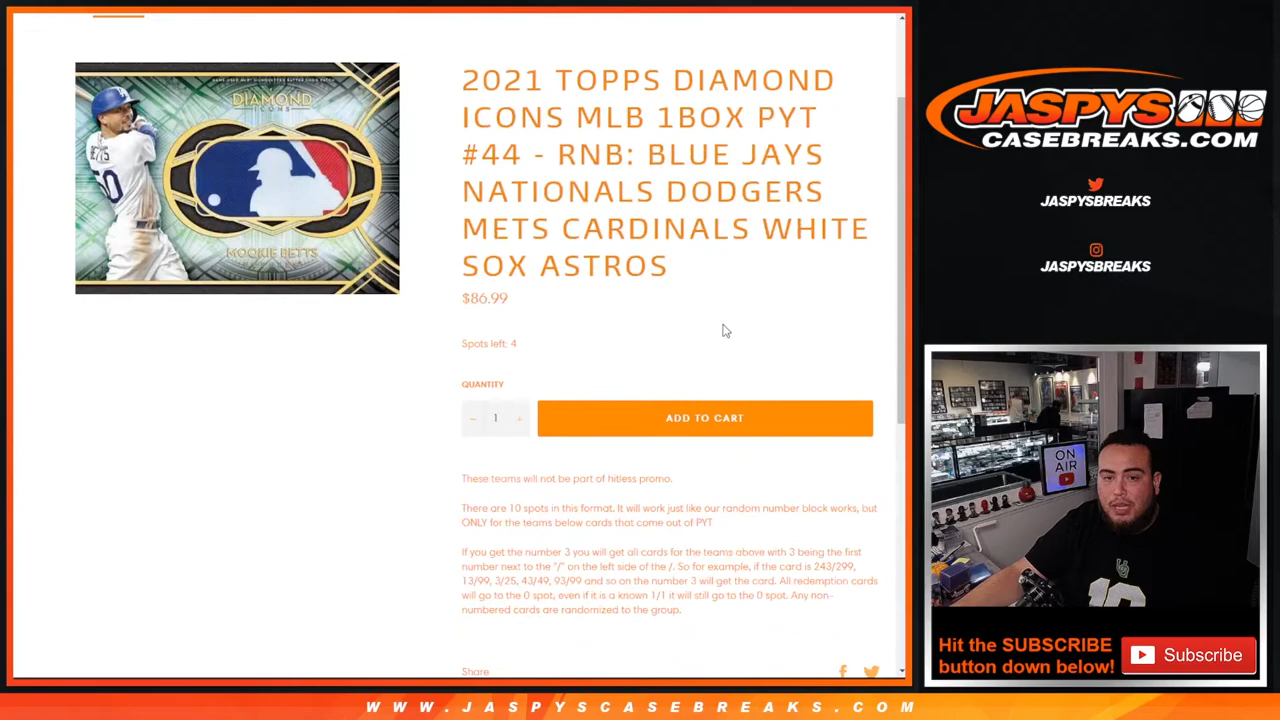 2021 TOPPS DIAMOND
ICONS MLB 1BOX PYT
#44 - RNB: BLUE JAYS
NATIONALS DODGERS
METS CARDINALS WHITE
SOX ASTROS
$86.99
Spots left: 4
QUANTITY
− 1 +
ADD TO CART
These teams will not be part of hitless promo.
There are 10 spots in this format. It will work just like our random number block works, but
ONLY for the teams below cards that come out of PYT
If you get the number 3 you will get all cards for the teams above with 3 being the first
number next to the "/" on the left side of the /. So for example, if the card is 243/299,
13/99, 3/25, 43/49, 93/99 and so on the number 3 will get the card. All redemption cards
will go to the 0 spot, even if it is a known 1/1 it will still go to the 0 spot. Any non-
numbered cards are randomized to the group.
Share
DIAMOND
ICONS
BETTS
50
MOOKIE BETTS
JASPYS
CASEBREAKS.COM
JASPYSBREAKS
JASPYSBREAKS
ON
AIR
Hit the SUBSCRIBE
button down below!
Subscribe
WWW.JASPYSCASEBREAKS.COM